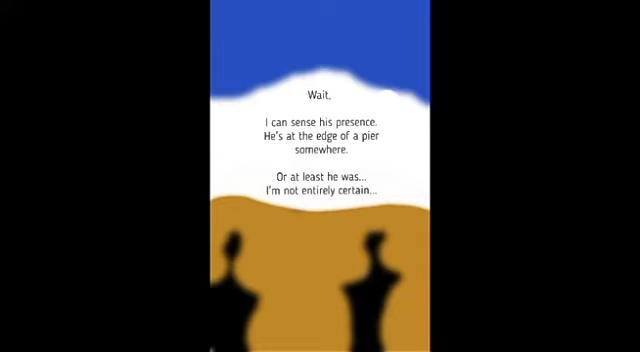 Wait,
I can sense his presence.
He's at the edge of a pier
somewhere.
Or at least he was...
I'm not entirely certain...